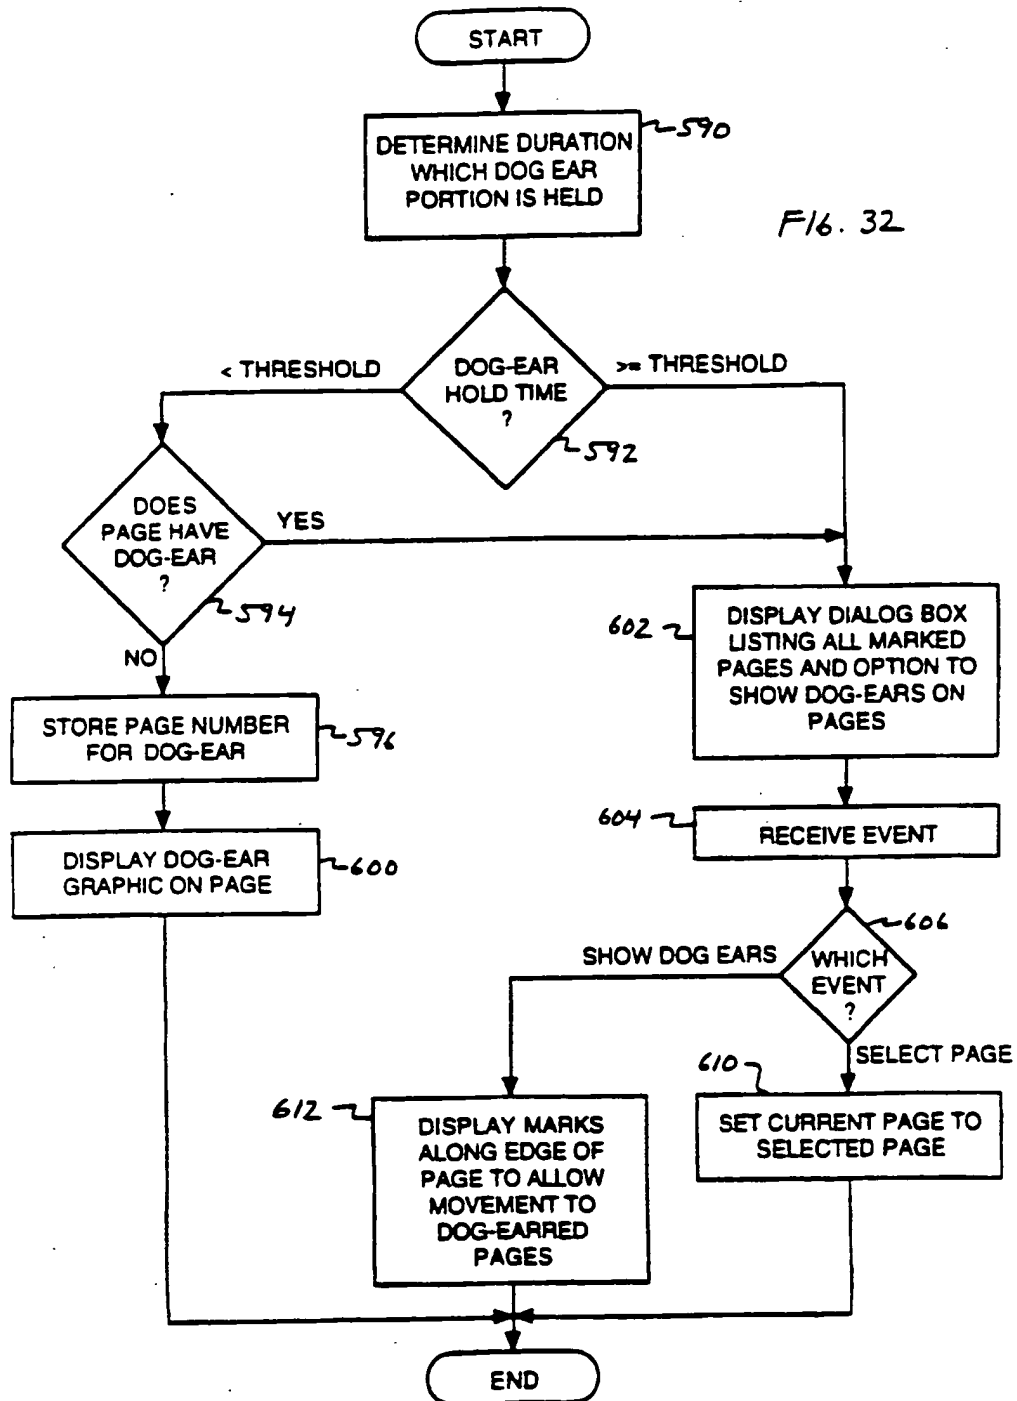 START
DETERMINE DURATION
WHICH DOG EAR
PORTION IS HELD
590
FIG. 32
DOG-EAR
HOLD TIME
?
592
< THRESHOLD
>= THRESHOLD
DOES
PAGE HAVE
DOG-EAR
?
594
YES
NO
STORE PAGE NUMBER
FOR DOG-EAR
596
DISPLAY DOG-EAR
GRAPHIC ON PAGE
600
602
DISPLAY DIALOG BOX
LISTING ALL MARKED
PAGES AND OPTION TO
SHOW DOG-EARS ON
PAGES
604
RECEIVE EVENT
606
WHICH
EVENT
?
SHOW DOG EARS
SELECT PAGE
610
SET CURRENT PAGE TO
SELECTED PAGE
612
DISPLAY MARKS
ALONG EDGE OF
PAGE TO ALLOW
MOVEMENT TO
DOG-EARRED
PAGES
END